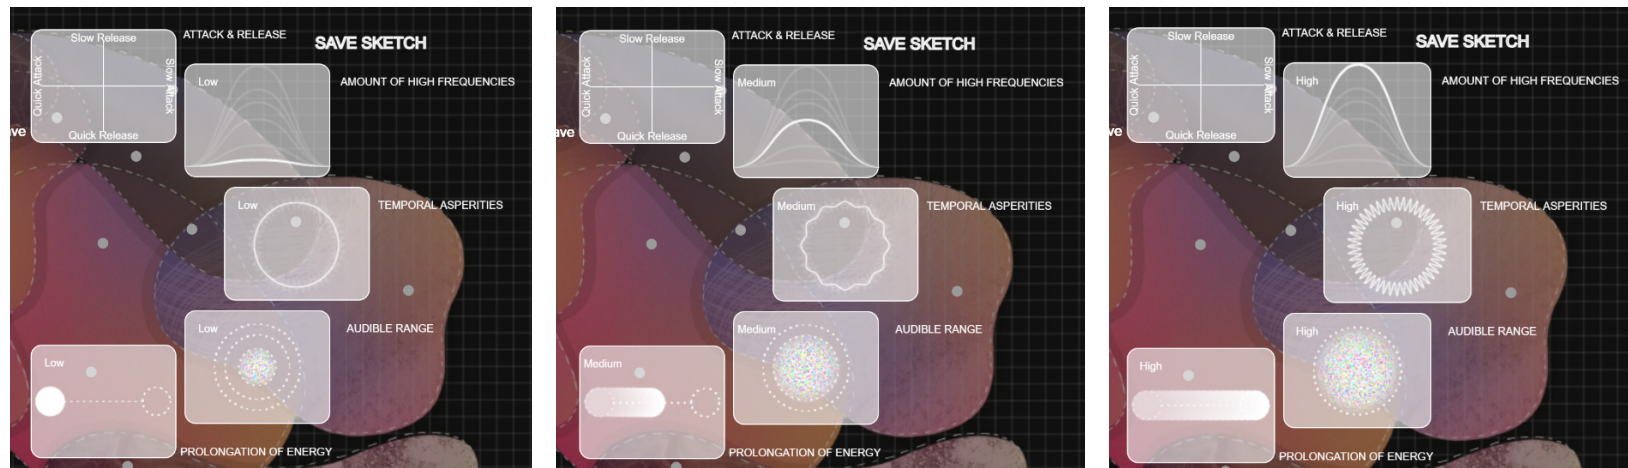 Slow Release
ATTACK & RELEASE
SAVE SKETCH
Quick Attack
Slow Attack
Low
AMOUNT OF HIGH FREQUENCIES
ve
Quick Release
Low
TEMPORAL ASPERITIES
Low
AUDIBLE RANGE
Low
PROLONGATION OF ENERGY
Slow Release
ATTACK & RELEASE
SAVE SKETCH
Quick Attack
Slow Attack
Medium
AMOUNT OF HIGH FREQUENCIES
ave
Quick Release
Medium
TEMPORAL ASPERITIES
Medium
AUDIBLE RANGE
Medium
PROLONGATION OF ENERGY
Slow Release
ATTACK & RELEASE
SAVE SKETCH
Quick Attack
Slow Attack
High
AMOUNT OF HIGH FREQUENCIES
ve
Quick Release
High
TEMPORAL ASPERITIES
High
AUDIBLE RANGE
High
PROLONGATION OF ENERGY